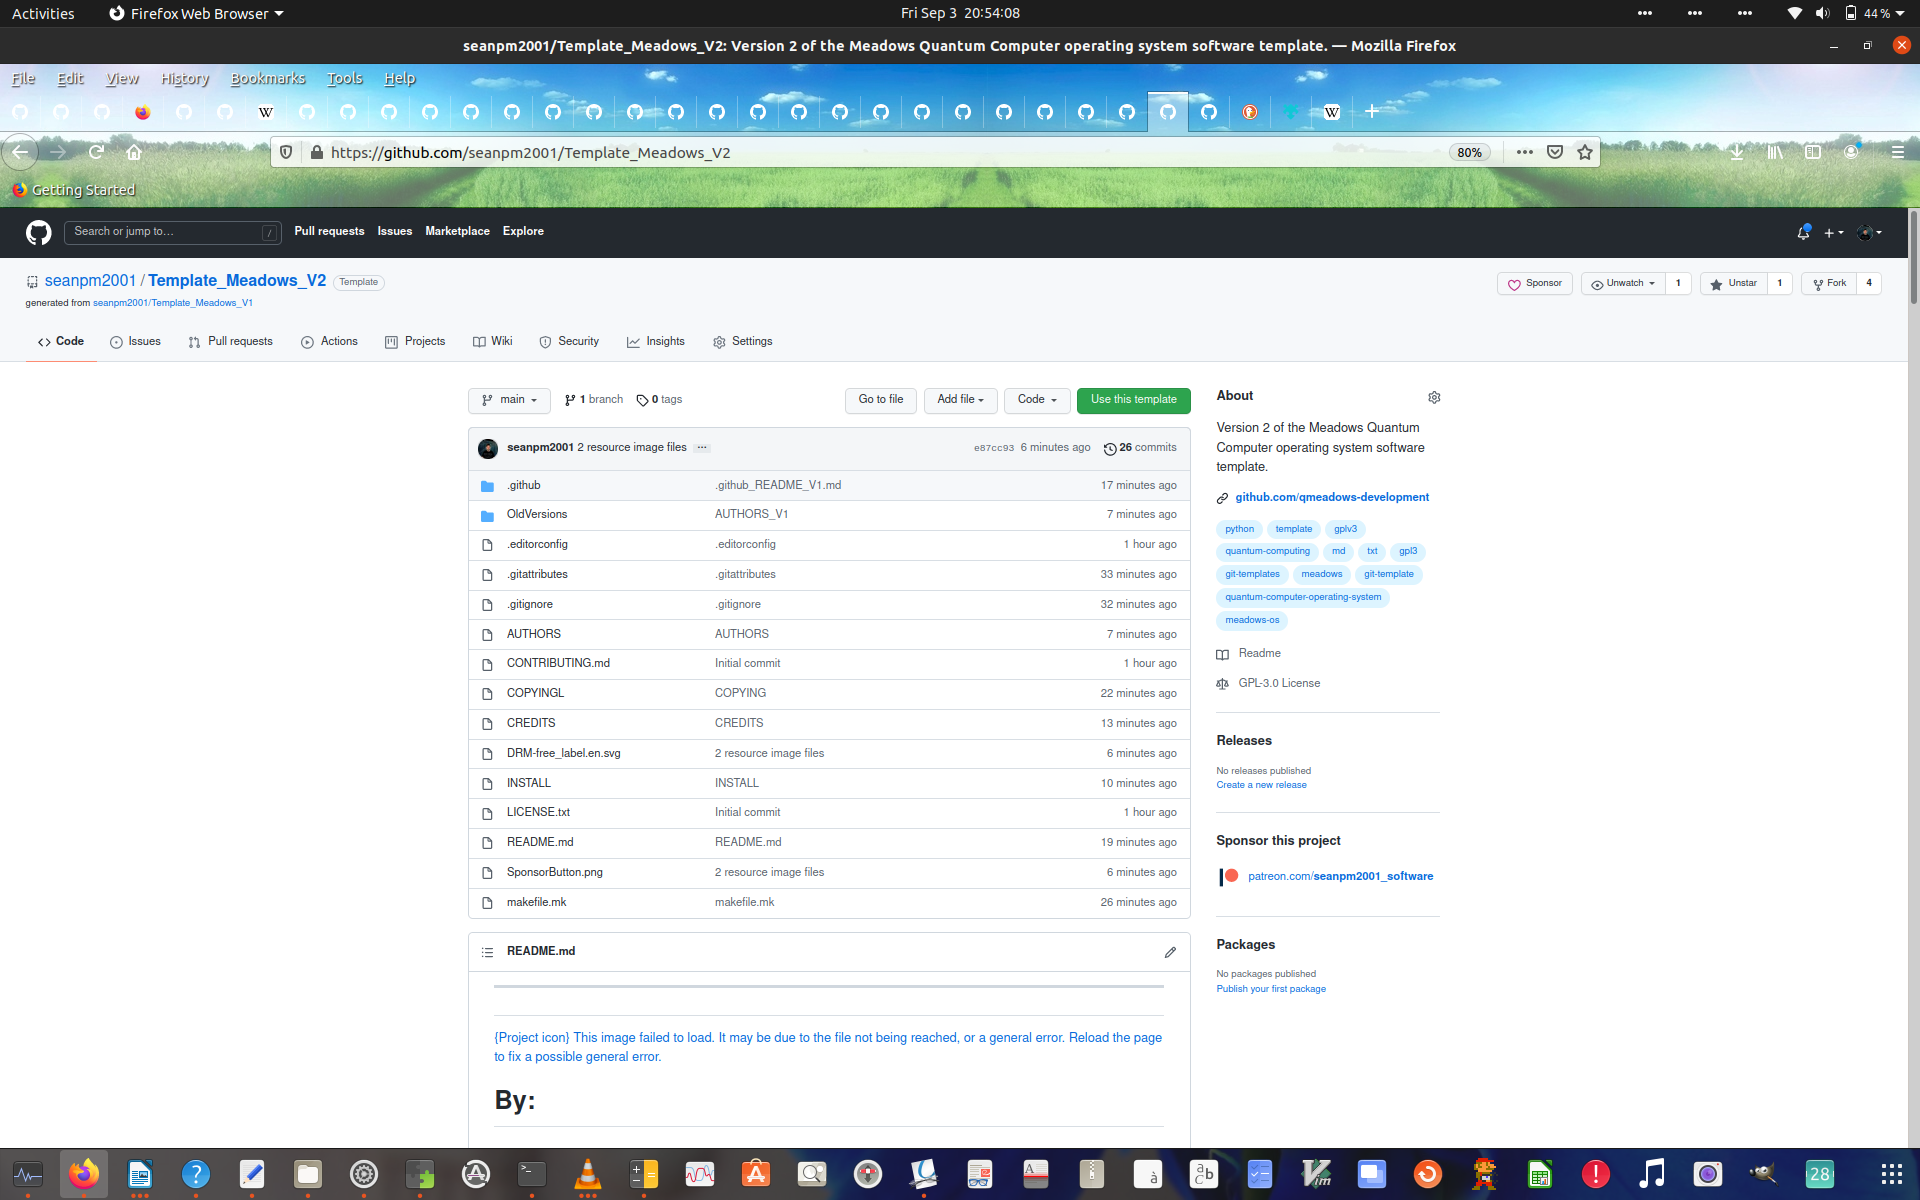 Activities
Firefox Web Browser
Fri Sep 3 20:54:08
44 %
seanpm2001/Template_Meadows_V2: Version 2 of the Meadows Quantum Computer operating system software template. — Mozilla Firefox
File Edit View History Bookmarks Tools Help
https://github.com/seanpm2001/Template_Meadows_V2
80%
Getting Started
Search or jump to…
/
Pull requests Issues Marketplace Explore
seanpm2001 / Template_Meadows_V2 Template
generated from seanpm2001/Template_Meadows_V1
Sponsor
Unwatch 1
Unstar 1
Fork 4
Code Issues Pull requests Actions Projects Wiki Security Insights Settings
main 1 branch 0 tags
Go to file Add file Code Use this template
seanpm2001 2 resource image files ...
e87cc93 6 minutes ago 26 commits
.github .github_README_V1.md 17 minutes ago
OldVersions AUTHORS_V1 7 minutes ago
.editorconfig .editorconfig 1 hour ago
.gitattributes .gitattributes 33 minutes ago
.gitignore .gitignore 32 minutes ago
AUTHORS AUTHORS 7 minutes ago
CONTRIBUTING.md Initial commit 1 hour ago
COPYINGL COPYING 22 minutes ago
CREDITS CREDITS 13 minutes ago
DRM-free_label.en.svg 2 resource image files 6 minutes ago
INSTALL INSTALL 10 minutes ago
LICENSE.txt Initial commit 1 hour ago
README.md README.md 19 minutes ago
SponsorButton.png 2 resource image files 6 minutes ago
makefile.mk makefile.mk 26 minutes ago
README.md
{Project icon} This image failed to load. It may be due to the file not being reached, or a general error. Reload the page
to fix a possible general error.
By:
About
Version 2 of the Meadows Quantum
Computer operating system software
template.
github.com/qmeadows-development
python template gplv3
quantum-computing md txt gpl3
git-templates meadows git-template
quantum-computer-operating-system
meadows-os
Readme
GPL-3.0 License
Releases
No releases published
Create a new release
Sponsor this project
patreon.com/seanpm2001_software
Packages
No packages published
Publish your first package
28